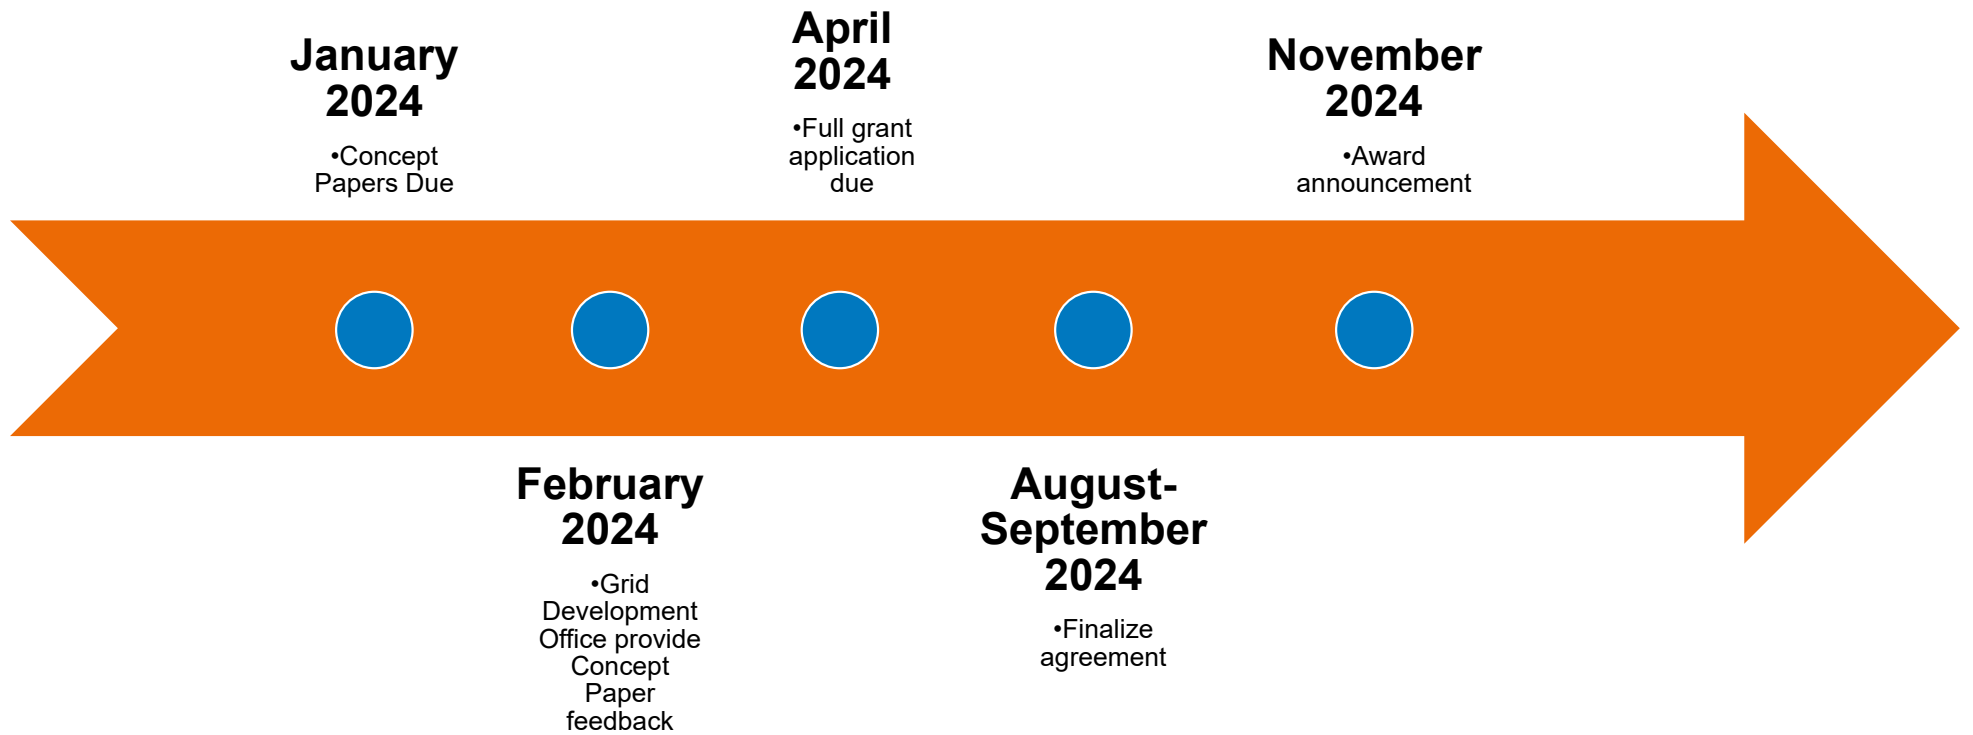 January
2024
•Concept
Papers Due
February
2024
•Grid
Development
Office provide
Concept
Paper
feedback
April
2024
•Full grant
application
due
August-
September
2024
•Finalize
agreement
November
2024
•Award
announcement